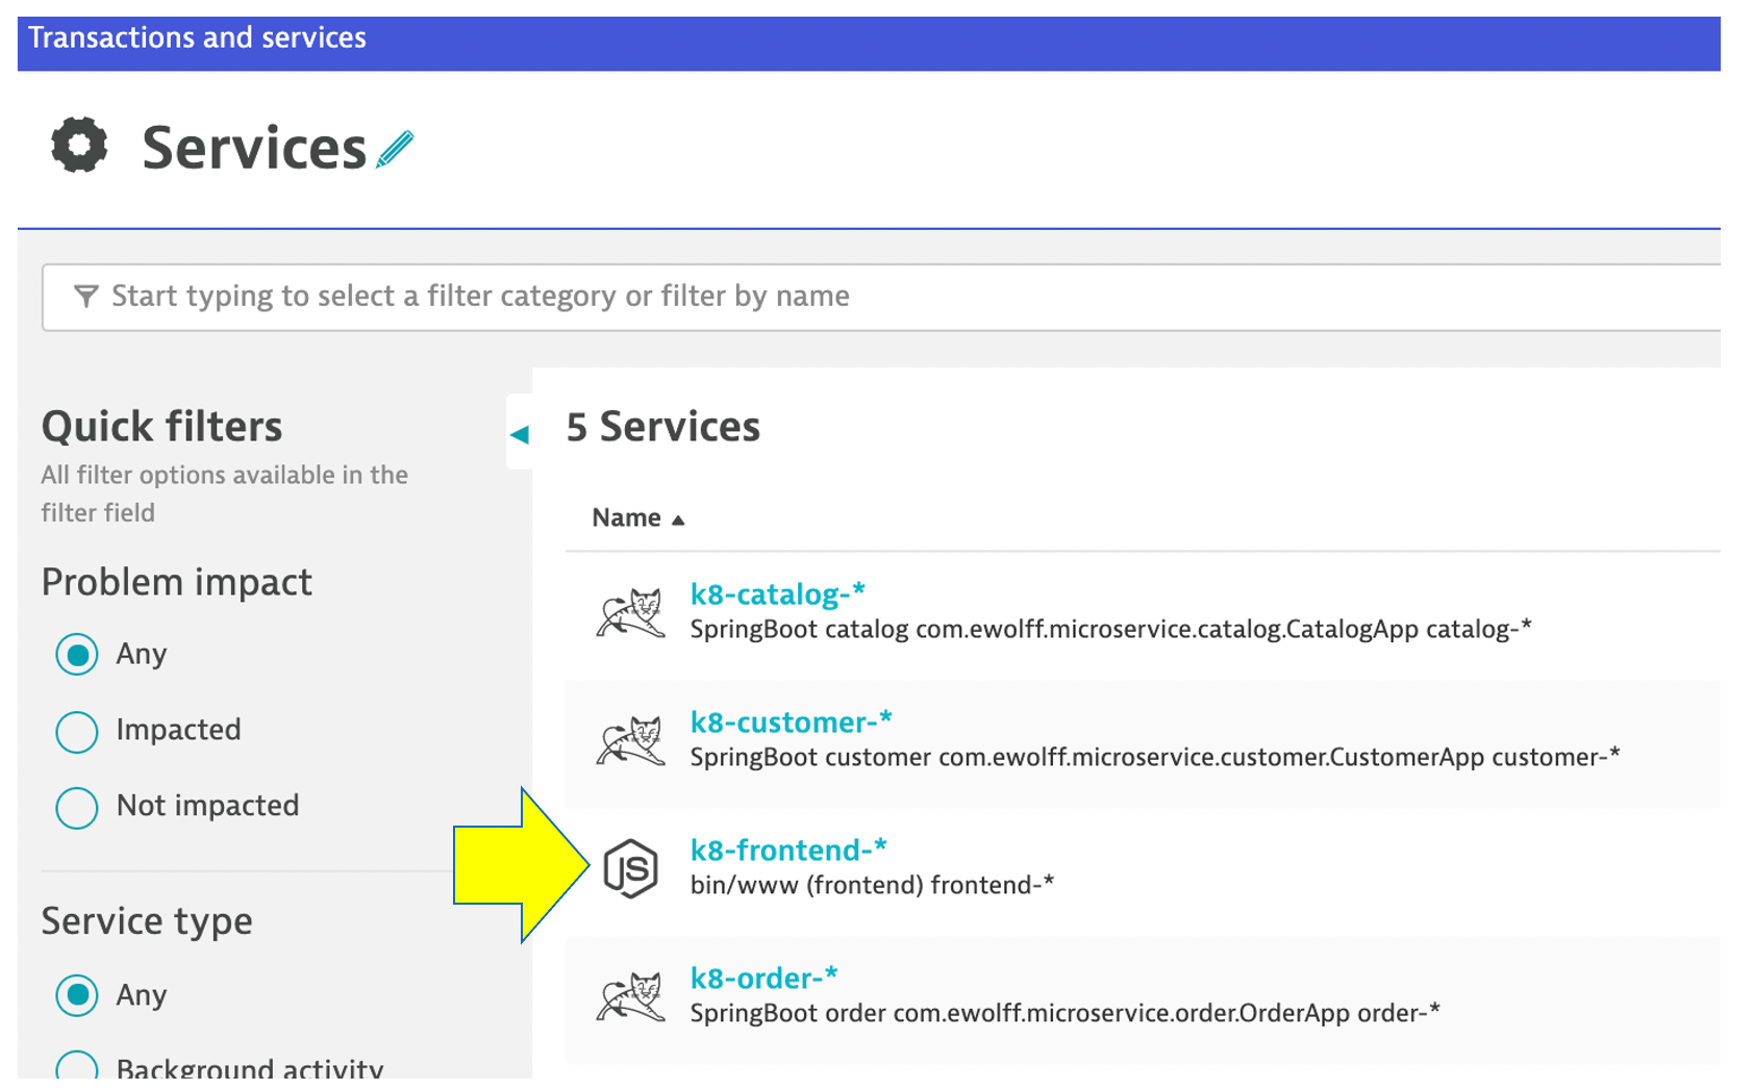 Transactions and services
Services
Start typing to select a filter category or filter by name
Quick filters
All filter options available in the
filter field
Problem impact
Any
Impacted
Not impacted
Service type
Any
Background activity
5 Services
Name ▲
k8-catalog-*
SpringBoot catalog com.ewolff.microservice.catalog.CatalogApp catalog-*
k8-customer-*
SpringBoot customer com.ewolff.microservice.customer.CustomerApp customer-*
JS
k8-frontend-*
bin/www (frontend) frontend-*
k8-order-*
SpringBoot order com.ewolff.microservice.order.OrderApp order-*